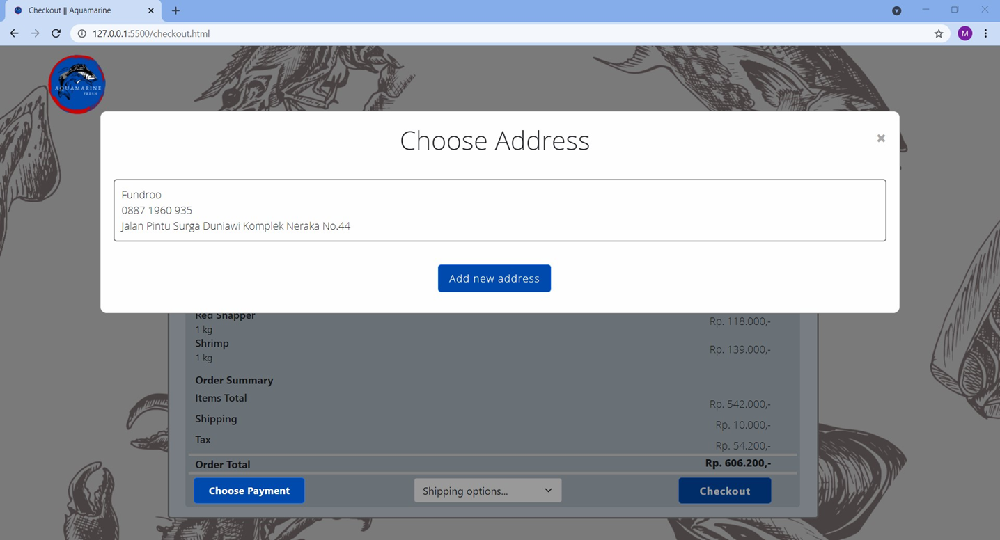 Checkout || Aquamarine
127.0.0.1:5500/checkout.html
M
AQUAMARINE
FRESH
Choose Address
Fundroo
0887 1960 935
Jalan Pintu Surga Duniawi Komplek Neraka No.44
Add new address
Red Snapper
Rp. 118.000,-
1 kg
Shrimp
Rp. 139.000,-
1 kg
Order Summary
Items Total
Rp. 542.000,-
Shipping
Rp. 10.000,-
Tax
Rp. 54.200,-
Order Total
Rp. 606.200,-
Choose Payment
Shipping options...
Checkout